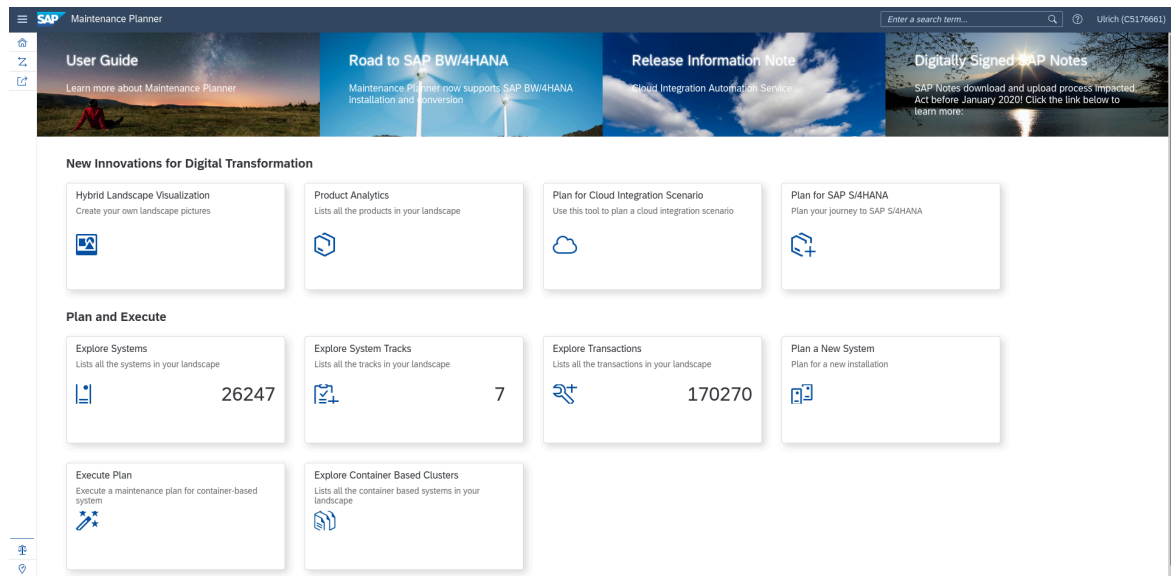 SAP Maintenance Planner
Enter a search term...
Ulrich (C5176661)
User Guide
Learn more about Maintenance Planner
Road to SAP BW/4HANA
Maintenance Planner now supports SAP BW/4HANA
installation and conversion
Release Information Note
Cloud Integration Automation Service
Digitally Signed SAP Notes
SAP Notes download and upload process impacted.
Act before January 2020! Click the link below to
learn more:
New Innovations for Digital Transformation
Hybrid Landscape Visualization
Create your own landscape pictures
Product Analytics
Lists all the products in your landscape
Plan for Cloud Integration Scenario
Use this tool to plan a cloud integration scenario
Plan for SAP S/4HANA
Plan your journey to SAP S/4HANA
Plan and Execute
Explore Systems
Lists all the systems in your landscape
26247
Explore System Tracks
Lists all the tracks in your landscape
7
Explore Transactions
Lists all the transactions in your landscape
170270
Plan a New System
Plan for a new installation
Execute Plan
Execute a maintenance plan for container-based
system
Explore Container Based Clusters
Lists all the container based systems in your
landscape